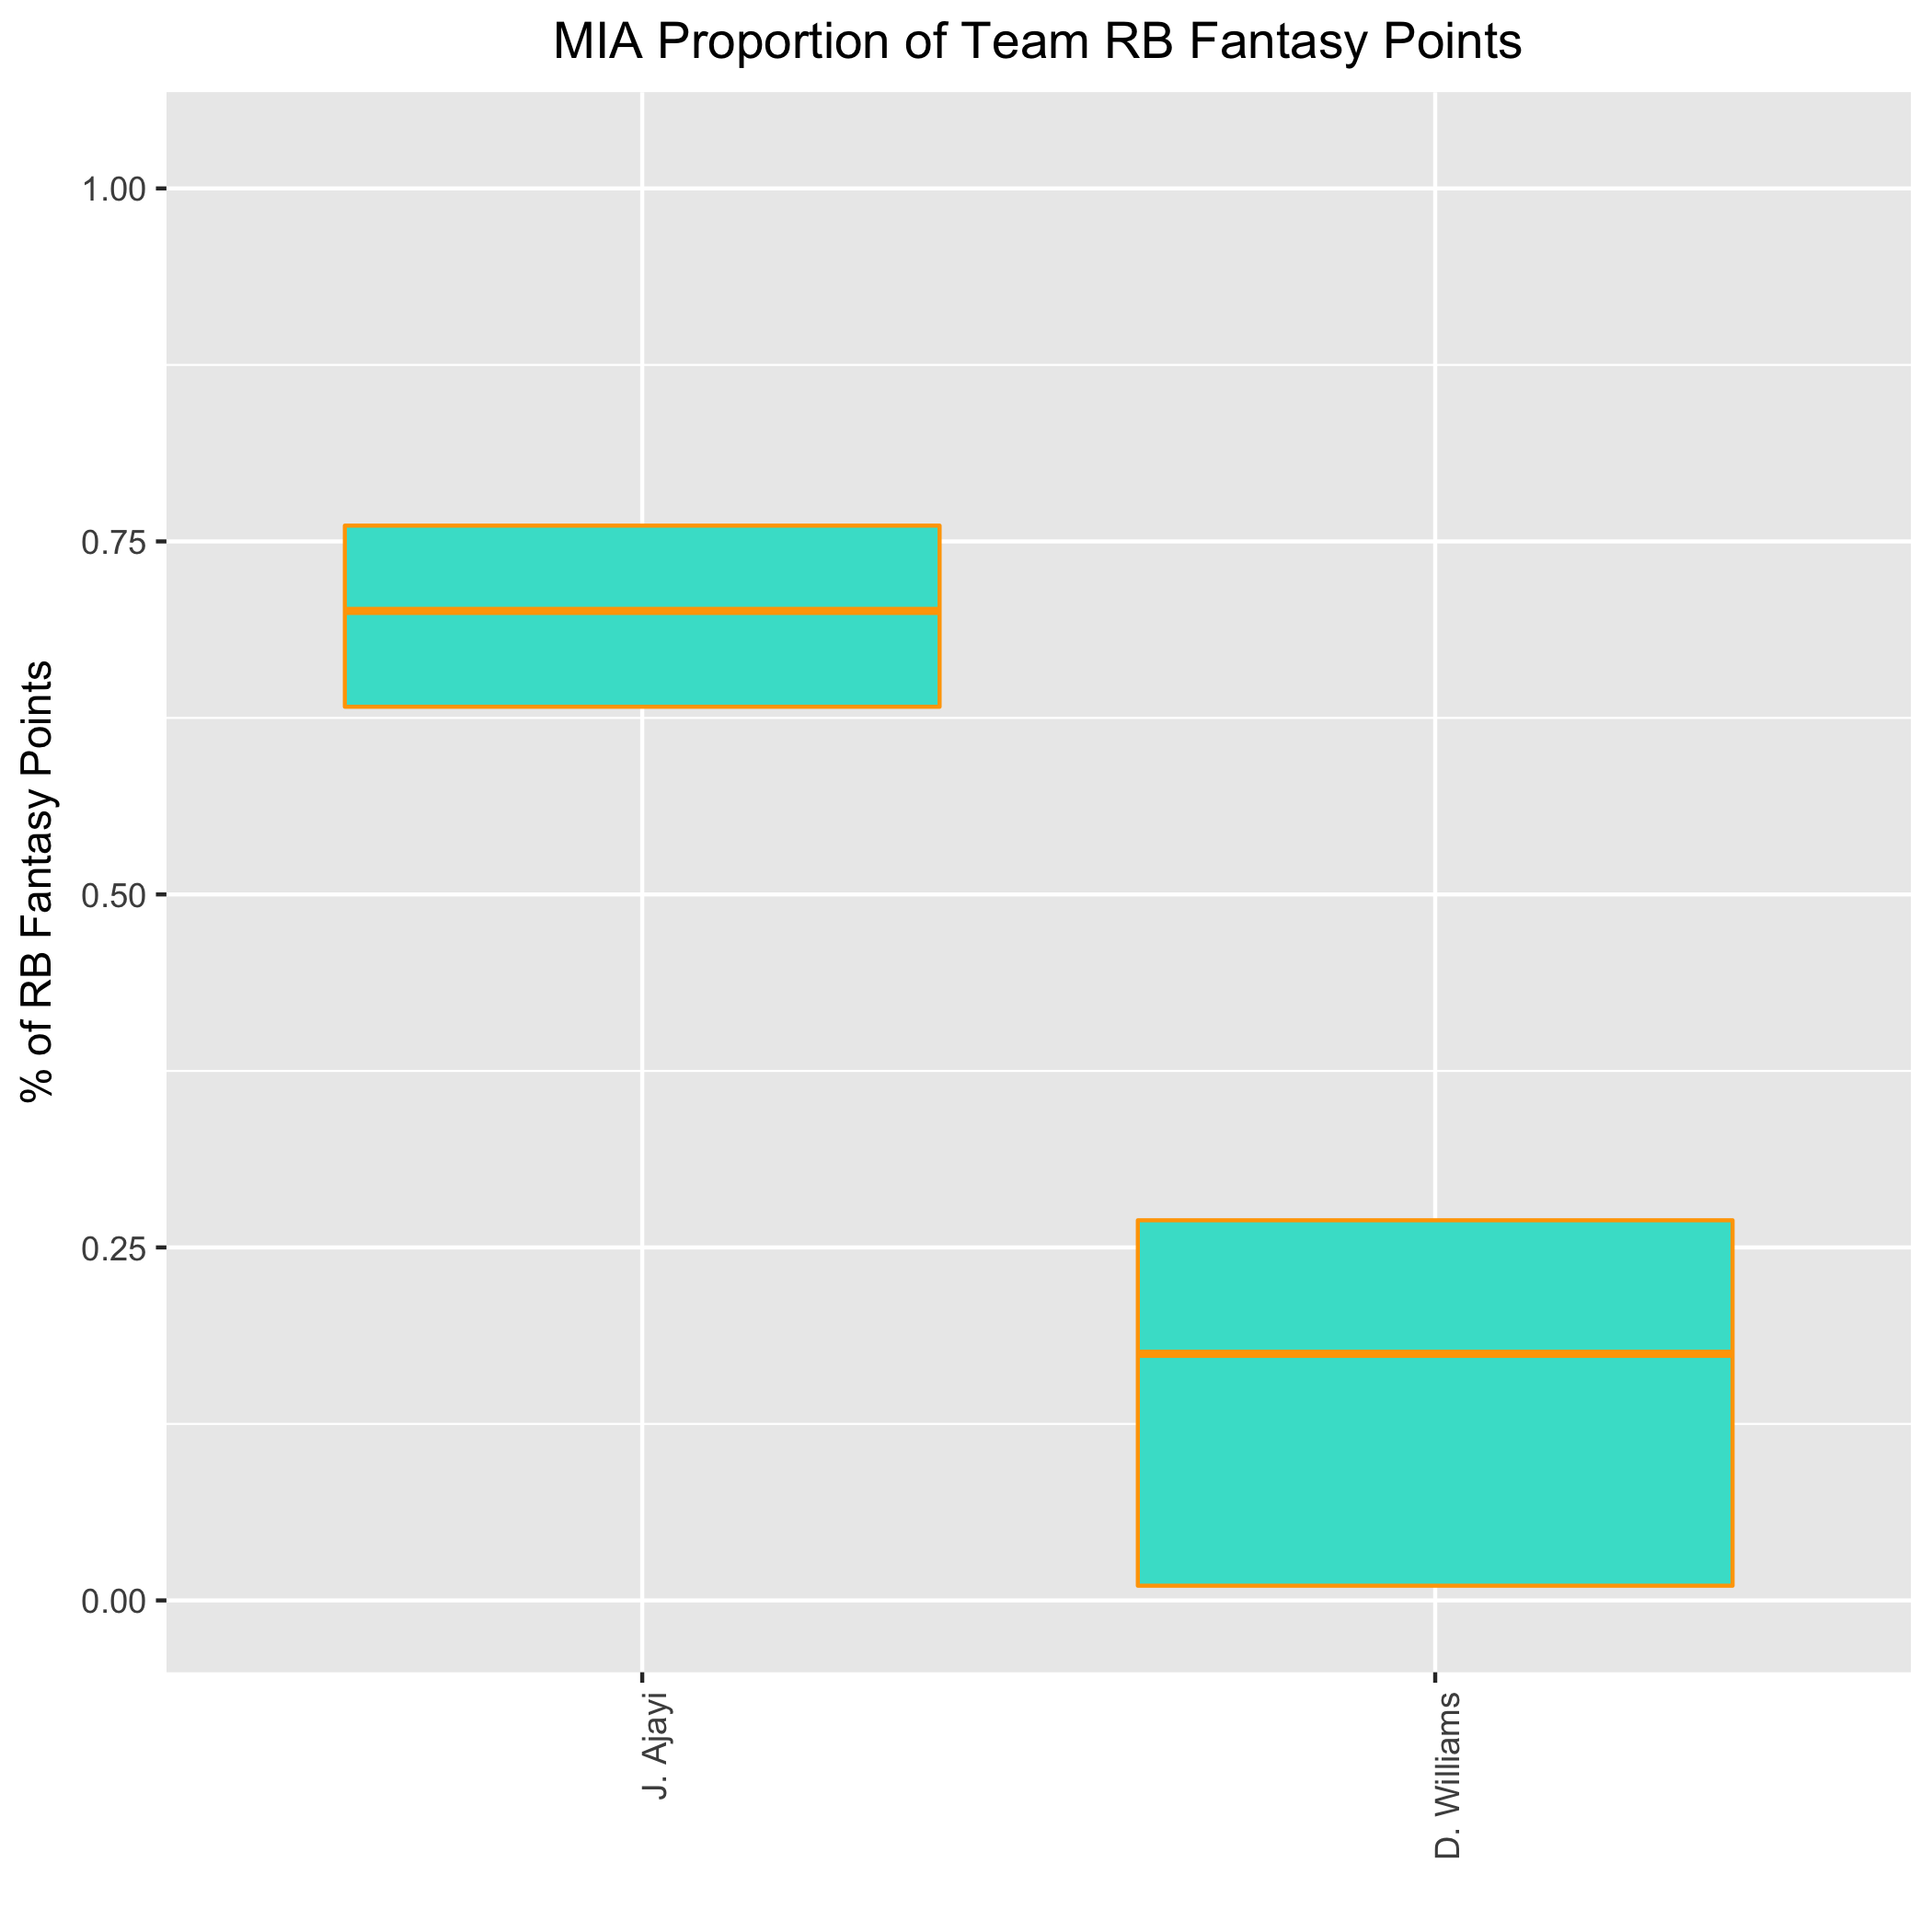 MIA Proportion of Team RB Fantasy Points
% of RB Fantasy Points
1.00
0.75
0.50
0.25
0.00
J. Ajayi
D. Williams